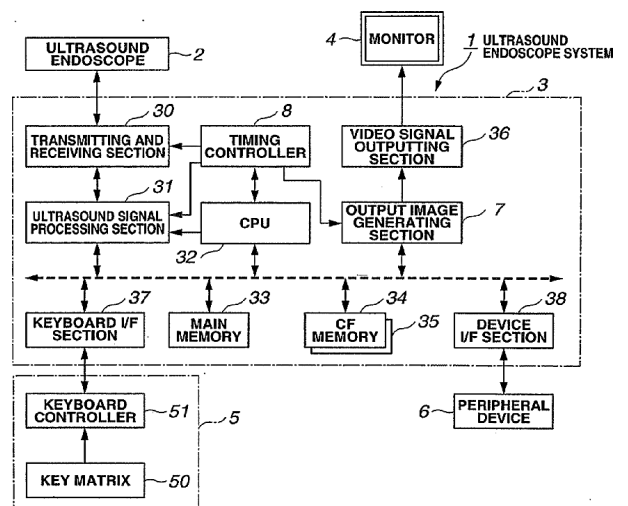 ULTRASOUND
ENDOSCOPE
2
4
MONITOR
1 ULTRASOUND
ENDOSCOPE SYSTEM
3
30
TRANSMITTING AND
RECEIVING SECTION
8
TIMING
CONTROLLER
VIDEO SIGNAL
OUTPUTTING
SECTION
36
31
ULTRASOUND SIGNAL
PROCESSING SECTION
CPU
32
OUTPUT IMAGE
GENERATING
SECTION
7
37
KEYBOARD I/F
SECTION
33
MAIN
MEMORY
34
CF
MEMORY
35
38
DEVICE
I/F SECTION
KEYBOARD
CONTROLLER
51
5
6
PERIPHERAL
DEVICE
KEY MATRIX
50